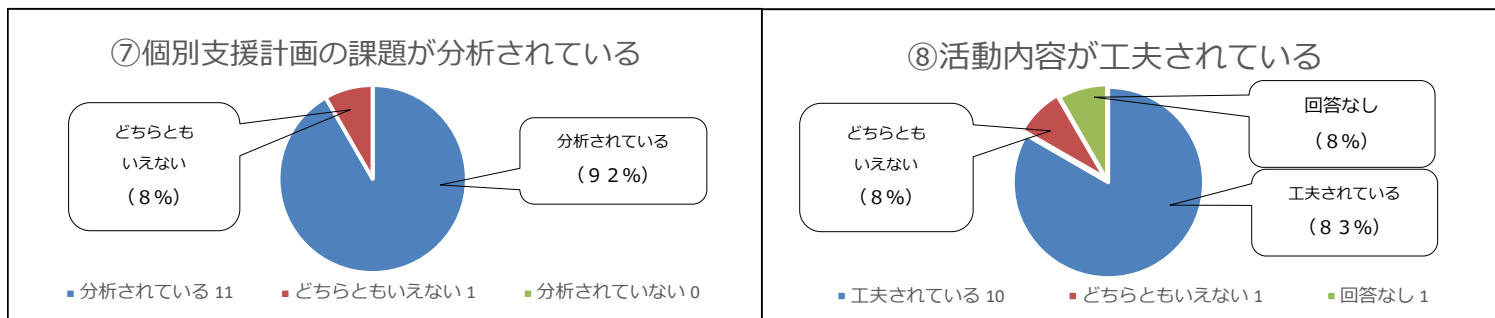 ⑦個別支援計画の課題が分析されている
どちらとも
いえない
（８%）
分析されている
（９２%）
分析されている 11
どちらともいえない 1
分析されていない 0
⑧活動内容が工夫されている
どちらとも
いえない
（８%）
回答なし
（８%）
工夫されている
（８３%）
工夫されている 10
どちらともいえない 1
回答なし 1